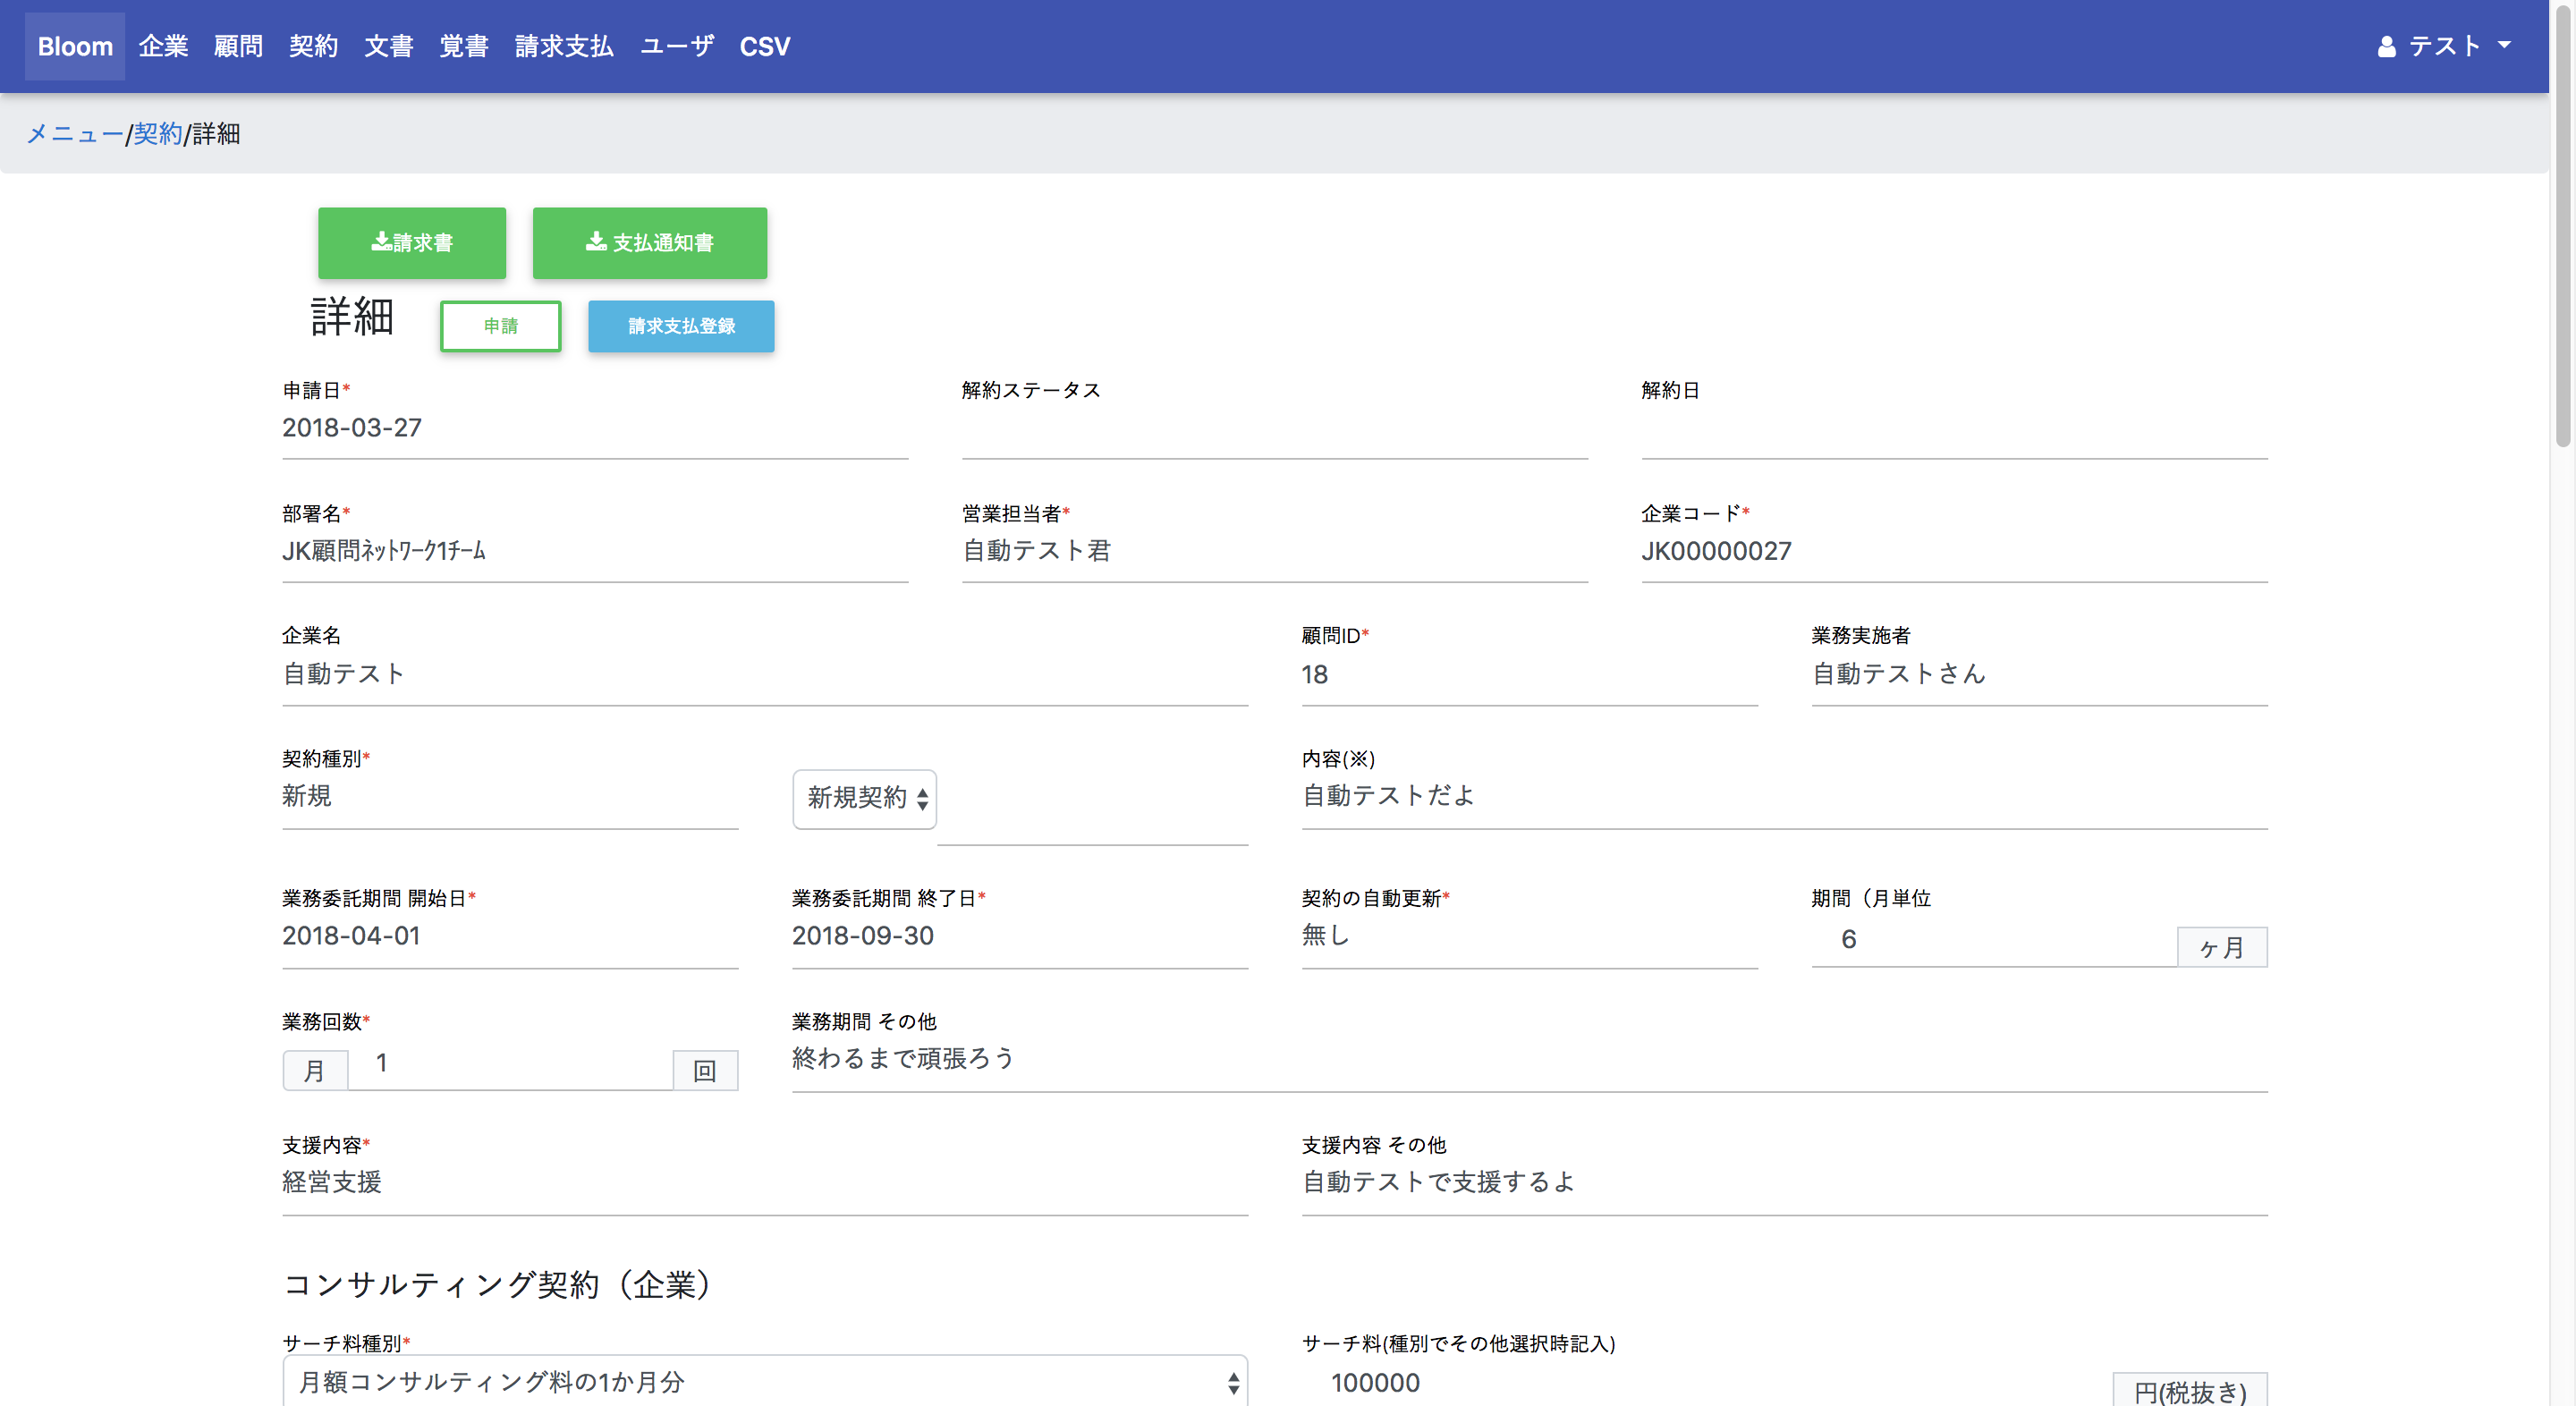 Bloom 企業 顧問 契約 文書 覚書 請求支払 ユーザ CSV テスト
メニュー/契約/詳細
請求書 支払通知書
詳細 申請 請求支払登録
申請日* 解約ステータス 解約日
2018-03-27
部署名* 営業担当者* 企業コード*
JK顧問ﾈｯﾄﾜｰｸ1ﾁｰﾑ 自動テスト君 JK00000027
企業名 顧問ID* 業務実施者
自動テスト 18 自動テストさん
契約種別* 内容(※)
新規 新規契約 自動テストだよ
業務委託期間 開始日* 業務委託期間 終了日* 契約の自動更新* 期間（月単位
2018-04-01 2018-09-30 無し 6 ヶ月
業務回数* 業務期間 その他
月 1 回 終わるまで頑張ろう
支援内容* 支援内容 その他
経営支援 自動テストで支援するよ
コンサルティング契約（企業）
サーチ料種別* サーチ料(種別でその他選択時記入)
月額コンサルティング料の1か月分 100000 円(税抜き)